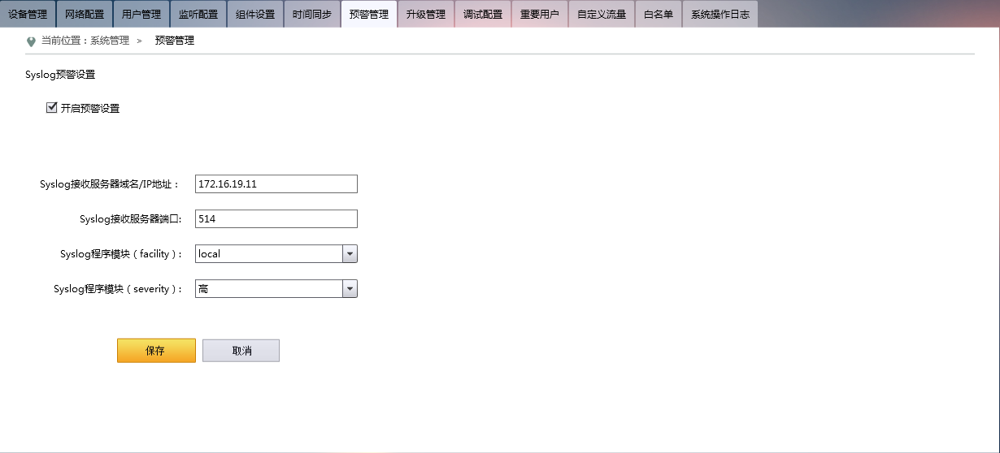 设备管理 网络配置 用户管理 监听配置 组件设置 时间同步 预警管理 升级管理 调试配置 重要用户 自定义流量 白名单 系统操作日志
当前位置：系统管理 > 预警管理
Syslog预警设置
开启预警设置
Syslog接收服务器域名/IP地址： 172.16.19.11
Syslog接收服务器端口: 514
Syslog程序模块（facility）: local
Syslog程序模块（severity）: 高
保存 取消